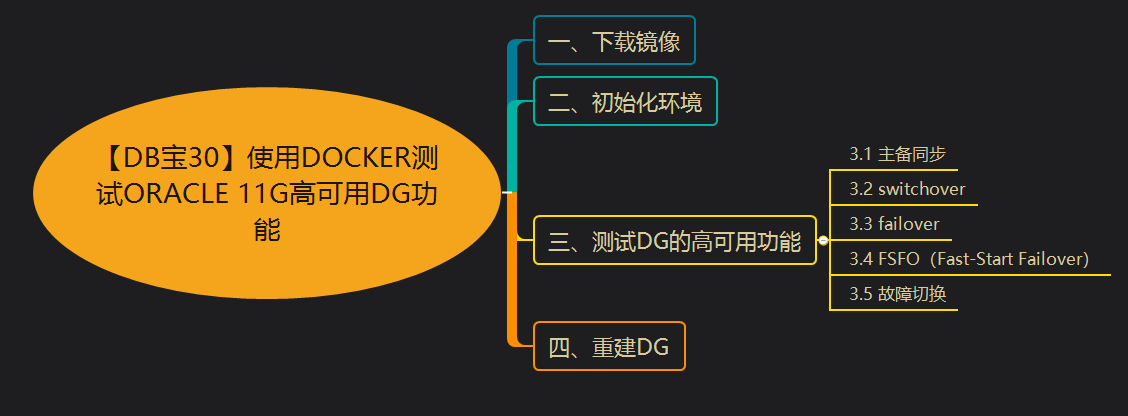 【DB宝30】使用DOCKER测
试ORACLE 11G高可用DG功
能
一、下载镜像
二、初始化环境
三、测试DG的高可用功能
3.1 主备同步
3.2 switchover
3.3 failover
3.4 FSFO（Fast-Start Failover）
3.5 故障切换
四、重建DG